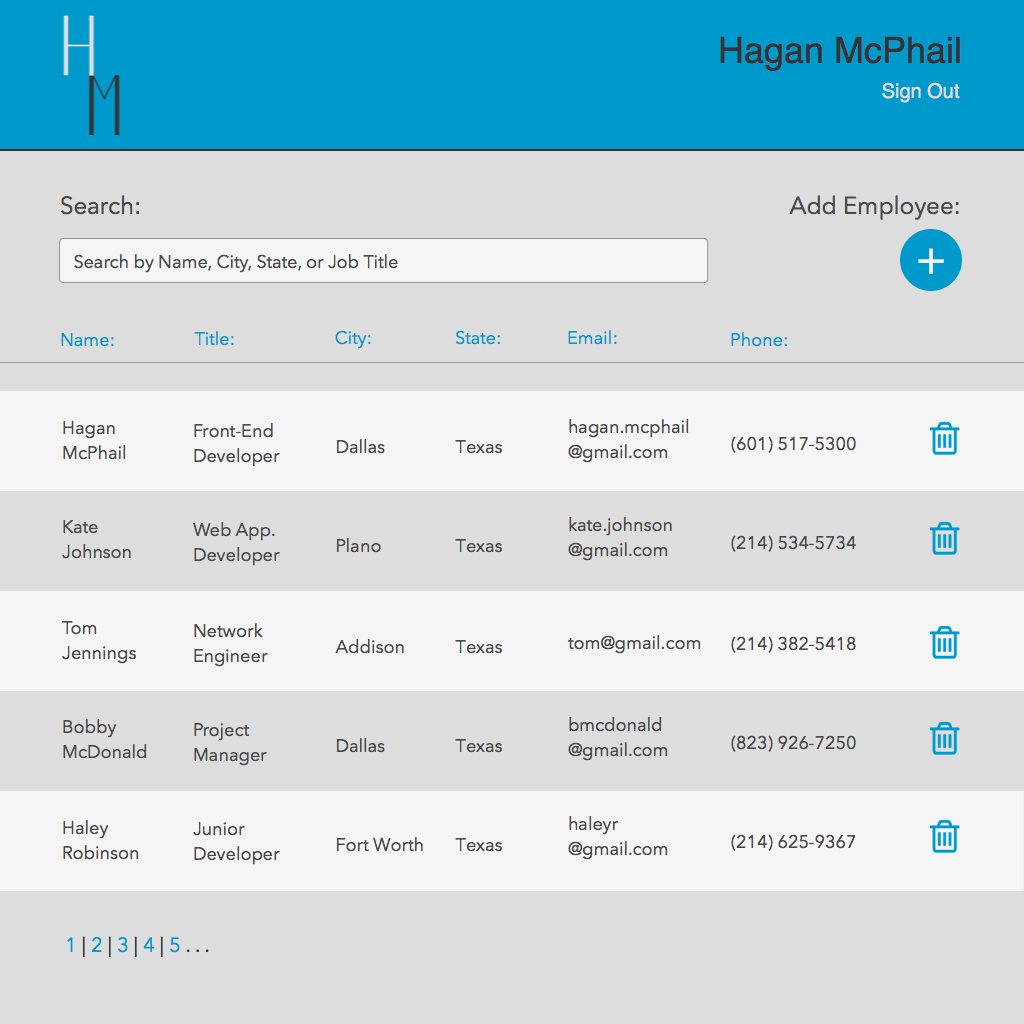 H
M
Hagan McPhail
Sign Out
Search:
Add Employee:
Search by Name, City, State, or Job Title
Name: Title: City: State: Email: Phone:
Hagan
McPhail
Front-End
Developer
Dallas
Texas
hagan.mcphail
@gmail.com
(601) 517-5300
Kate
Johnson
Web App.
Developer
Plano
Texas
kate.johnson
@gmail.com
(214) 534-5734
Tom
Jennings
Network
Engineer
Addison
Texas
tom@gmail.com
(214) 382-5418
Bobby
McDonald
Project
Manager
Dallas
Texas
bmcdonald
@gmail.com
(823) 926-7250
Haley
Robinson
Junior
Developer
Fort Worth
Texas
haleyr
@gmail.com
(214) 625-9367
1 | 2 | 3 | 4 | 5 . . .